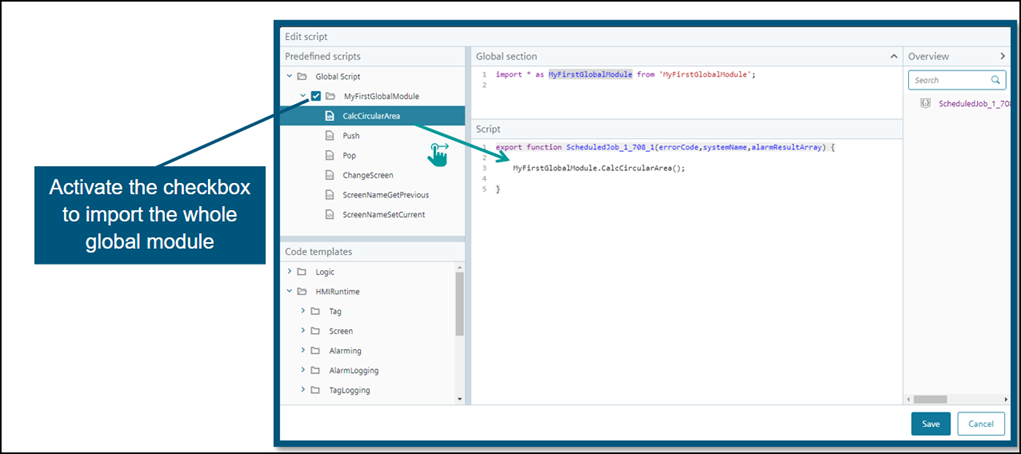 Activate the checkbox
to import the whole
global module
Edit script
Predefined scripts
Global Script
MyFirstGlobalModule
CalcCircularArea
Push
Pop
ChangeScreen
ScreenNameGetPrevious
ScreenNameSetCurrent
Code templates
Logic
HMIRuntime
Tag
Screen
Alarming
AlarmLogging
TagLogging
Global section
1 import * as MyFirstGlobalModule from 'MyFirstGlobalModule';
2
Script
1 export function ScheduledJob_1_708_1(errorCode,systemName,alarmResultArray) {
2
3 MyFirstGlobalModule.CalcCircularArea();
4
5 }
Overview
Search
ScheduledJob_1_70
Save
Cancel